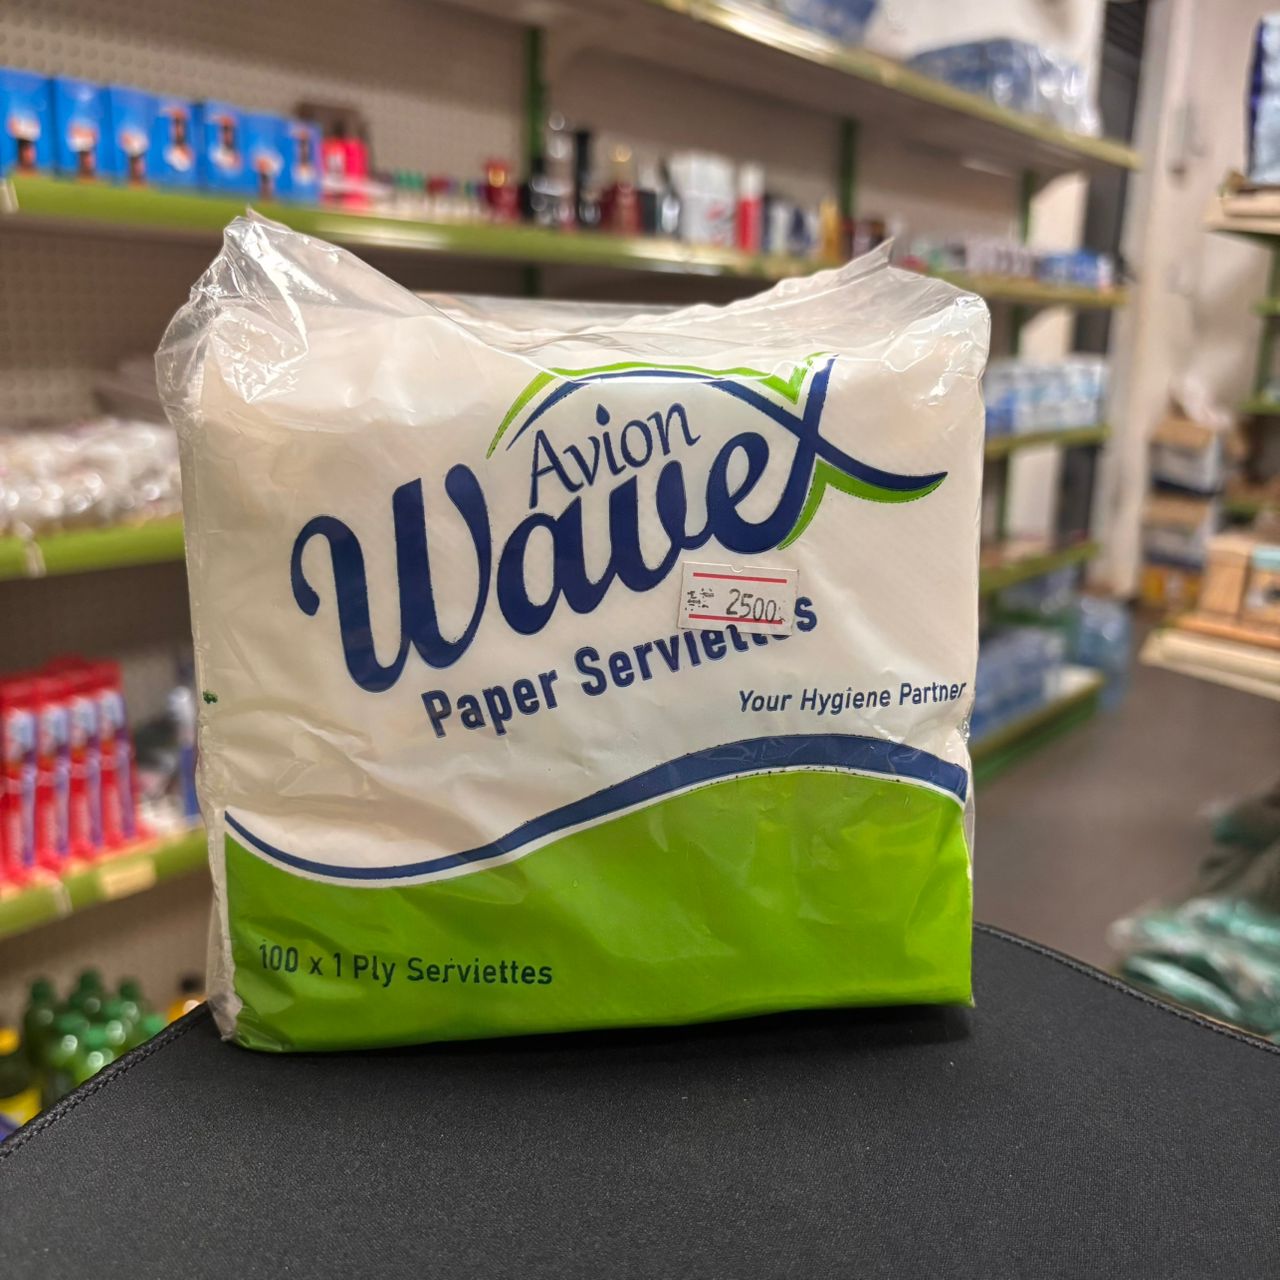 Avion
Wave
2500
Paper Serviettes
Your Hygiene Partner
100 x 1 Ply Serviettes